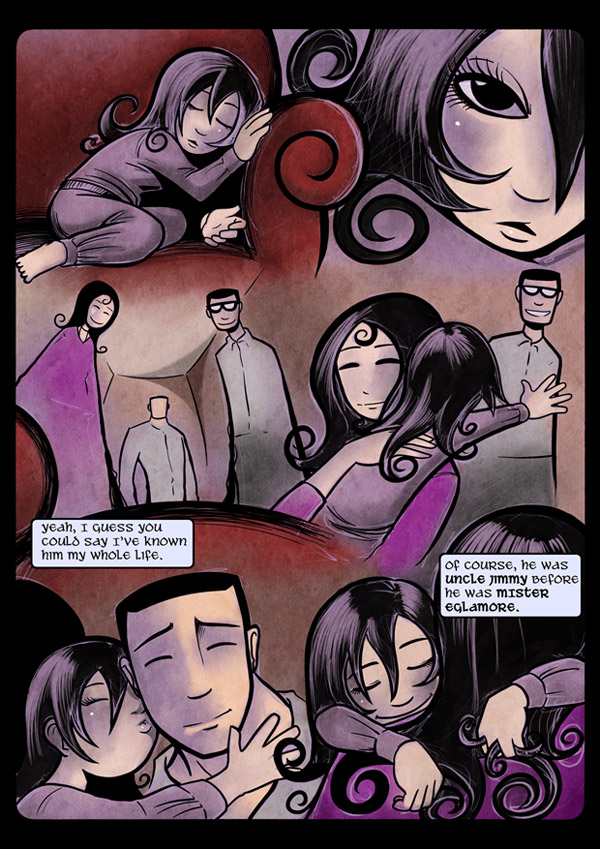 yeah, I guess you
could say I've known
him my whole life.
Of course, he was
uncle Jimmy before
he was Mister
Eglamore.